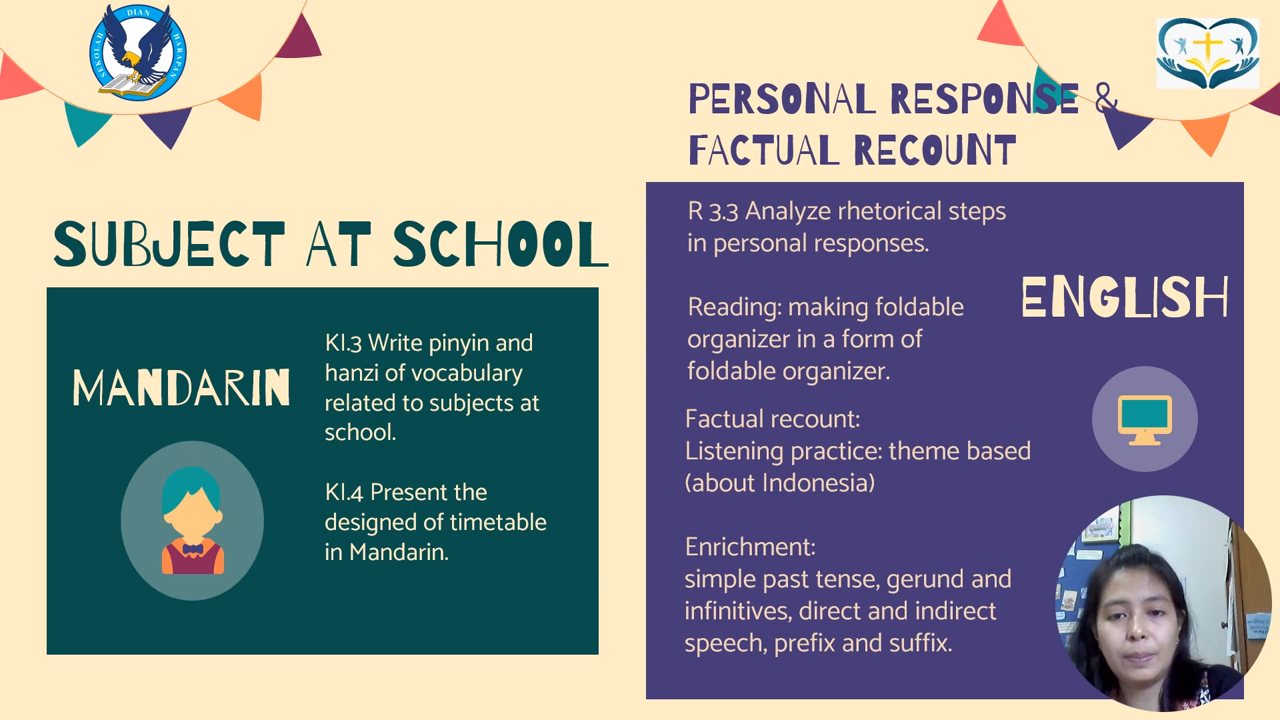 SEKOLAH DIAN HARAPAN
SUBJECT AT SCHOOL
MANDARIN
KI.3 Write pinyin and
hanzi of vocabulary
related to subjects at
school.
KI.4 Present the
designed of timetable
in Mandarin.
PERSONAL RESPONSE &
FACTUAL RECOUNT
R 3.3 Analyze rhetorical steps
in personal responses.
ENGLISH
Reading: making foldable
organizer in a form of
foldable organizer.
Factual recount:
Listening practice: theme based
(about Indonesia)
Enrichment:
simple past tense, gerund and
infinitives, direct and indirect
speech, prefix and suffix.